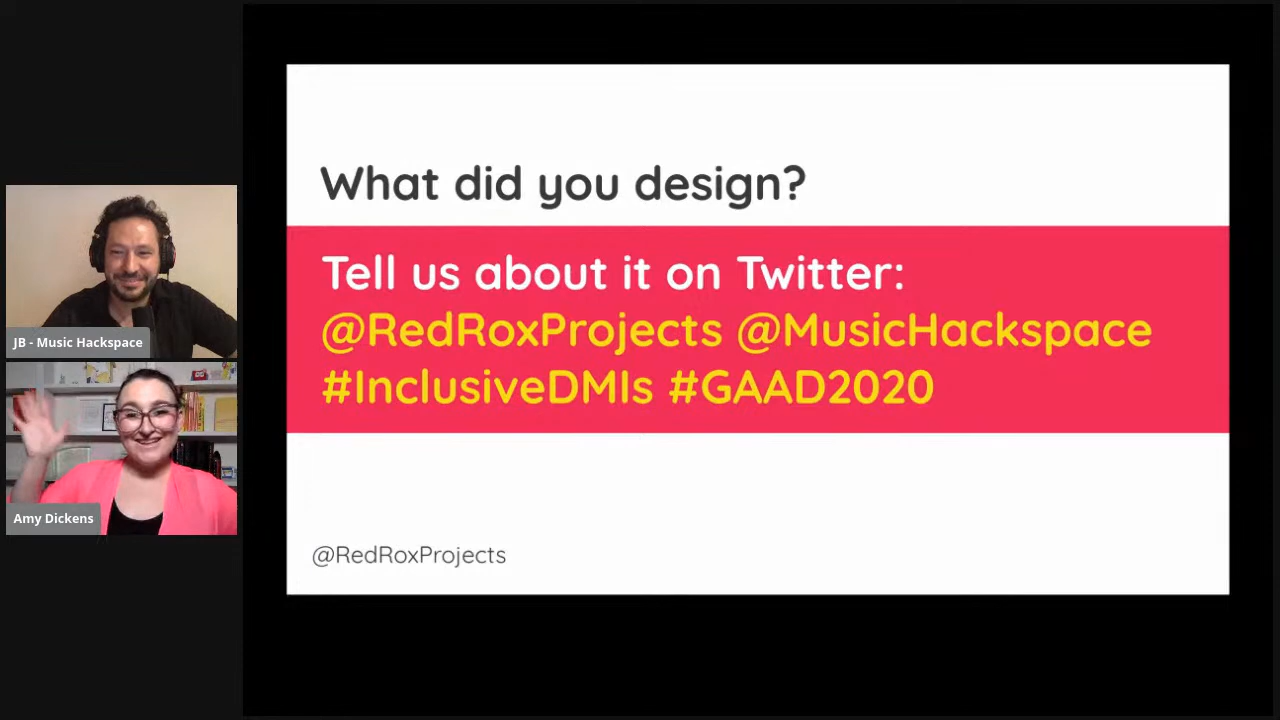 What did you design?
Tell us about it on Twitter:
@RedRoxProjects @MusicHackspace
#InclusiveDMIs #GAAD2020
@RedRoxProjects
JB - Music Hackspace
Amy Dickens